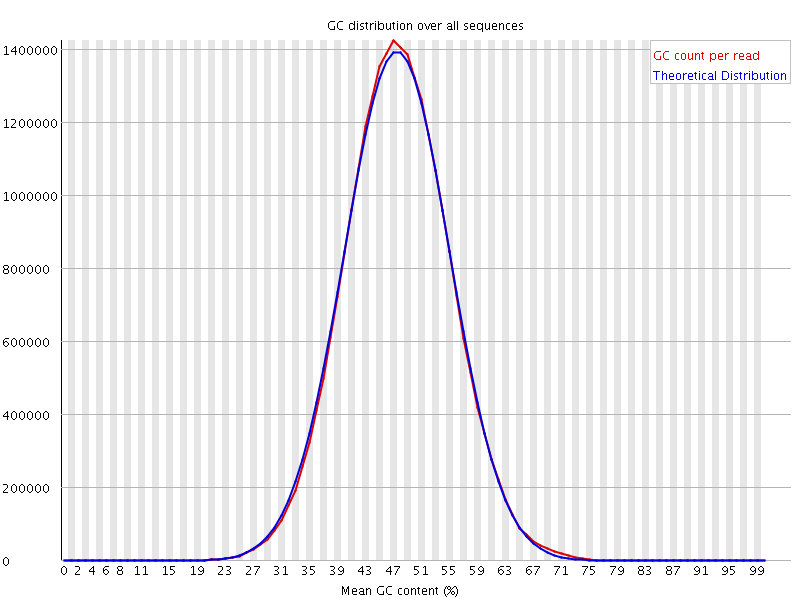 GC distribution over all sequences
GC count per read
Theoretical Distribution
1400000
1200000
1000000
800000
600000
400000
200000
0
0 2 4 6 8 11 15 19 23 27 31 35 39 43 47 51 55 59 63 67 71 75 79 83 87 91 95 99
Mean GC content (%)